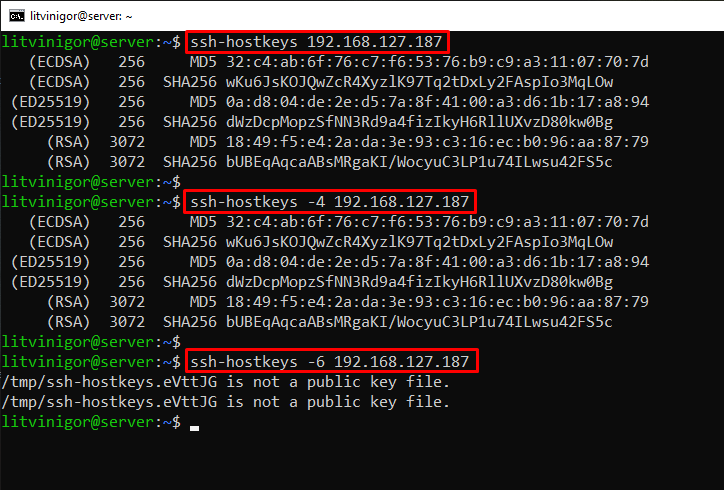 litvinigor@server: ~
litvinigor@server:~$ ssh-hostkeys 192.168.127.187
(ECDSA) 256 MD5 32:c4:ab:6f:76:c7:f6:53:76:b9:c9:a3:11:07:70:7d
(ECDSA) 256 SHA256 wKu6JsKOJQwZcR4XyzlK97Tq2tDxLy2FAspIo3MqLOw
(ED25519) 256 MD5 0a:d8:04:de:2e:d5:7a:8f:41:00:a3:d6:1b:17:a8:94
(ED25519) 256 SHA256 dWzDcpMopzSfNN3Rd9a4fizIkyH6RllUXvzD80kw0Bg
(RSA) 3072 MD5 18:49:f5:e4:2a:da:3e:93:c3:16:ec:b0:96:aa:87:79
(RSA) 3072 SHA256 bUBEqAqcaABsMRgaKI/WocyuC3LP1u74ILwsu42FS5c
litvinigor@server:~$
litvinigor@server:~$ ssh-hostkeys -4 192.168.127.187
(ECDSA) 256 MD5 32:c4:ab:6f:76:c7:f6:53:76:b9:c9:a3:11:07:70:7d
(ECDSA) 256 SHA256 wKu6JsKOJQwZcR4XyzlK97Tq2tDxLy2FAspIo3MqLOw
(ED25519) 256 MD5 0a:d8:04:de:2e:d5:7a:8f:41:00:a3:d6:1b:17:a8:94
(ED25519) 256 SHA256 dWzDcpMopzSfNN3Rd9a4fizIkyH6RllUXvzD80kw0Bg
(RSA) 3072 MD5 18:49:f5:e4:2a:da:3e:93:c3:16:ec:b0:96:aa:87:79
(RSA) 3072 SHA256 bUBEqAqcaABsMRgaKI/WocyuC3LP1u74ILwsu42FS5c
litvinigor@server:~$
litvinigor@server:~$ ssh-hostkeys -6 192.168.127.187
/tmp/ssh-hostkeys.eVttJG is not a public key file.
/tmp/ssh-hostkeys.eVttJG is not a public key file.
litvinigor@server:~$